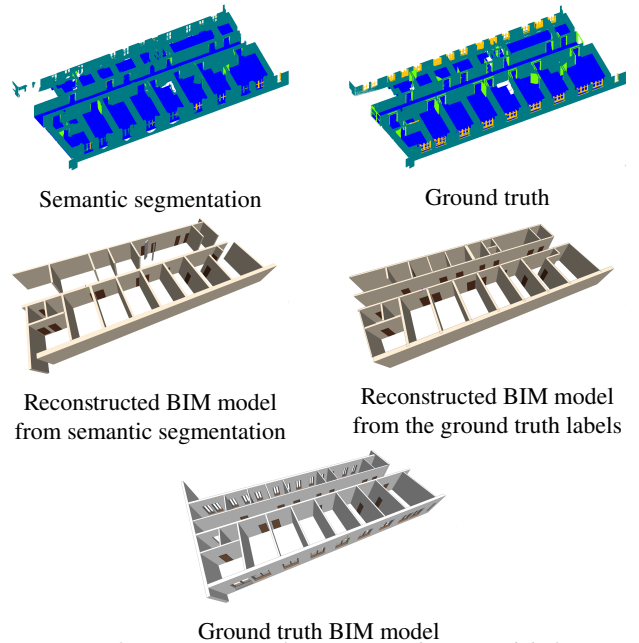 Semantic segmentation
Ground truth
Reconstructed BIM model
from semantic segmentation
Reconstructed BIM model
from the ground truth labels
Ground truth BIM model